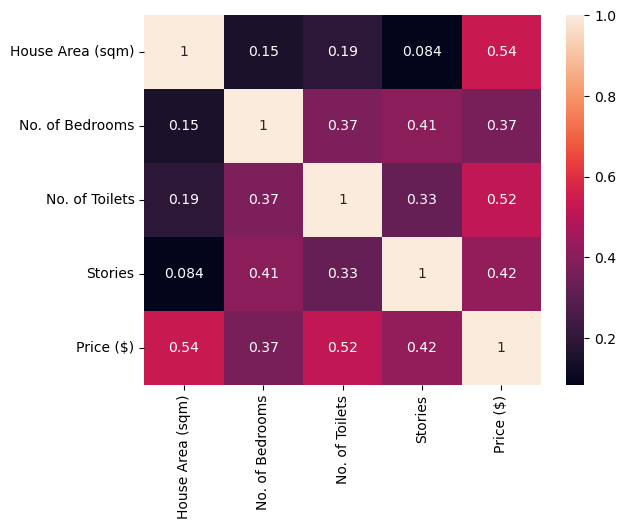 House Area (sqm) 1 0.15 0.19 0.084 0.54
No. of Bedrooms 0.15 1 0.37 0.41 0.37
No. of Toilets 0.19 0.37 1 0.33 0.52
Stories 0.084 0.41 0.33 1 0.42
Price ($) 0.54 0.37 0.52 0.42 1
House Area (sqm)
No. of Bedrooms
No. of Toilets
Stories
Price ($)
1.0
0.8
0.6
0.4
0.2